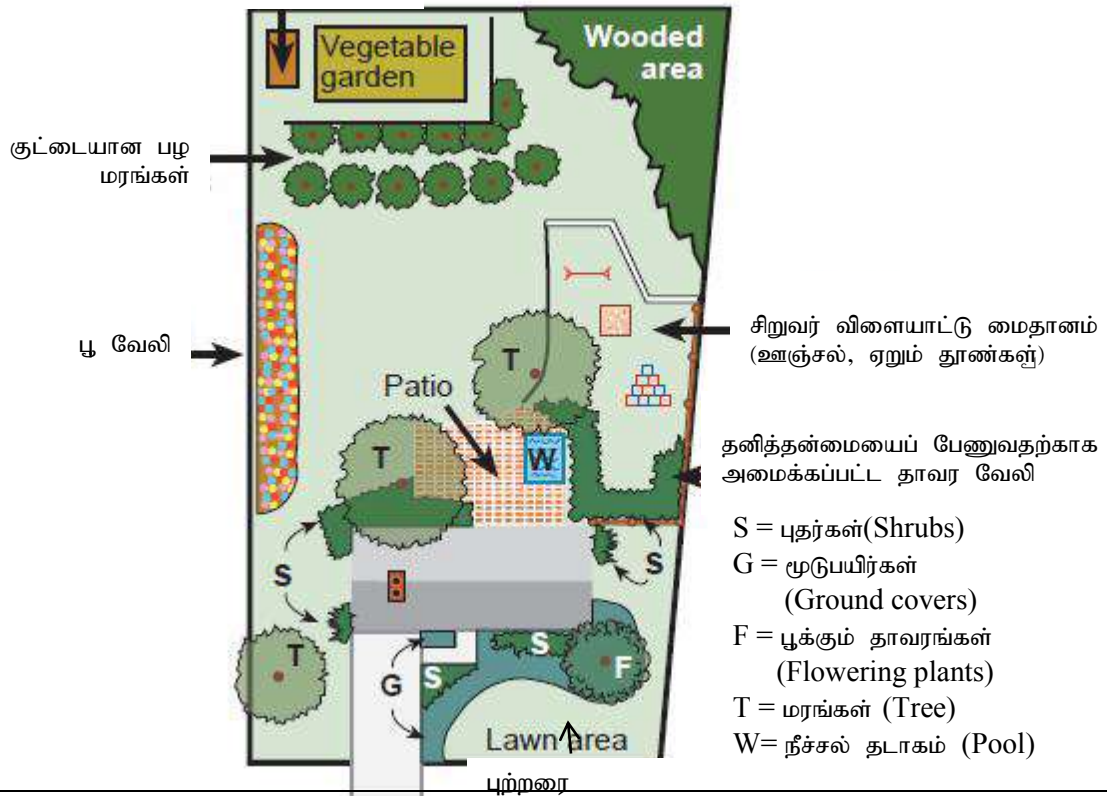 Vegetable
garden
Wooded
area
குட்டையான பழ
மரங்கள்
பூ வேலி
சிறுவர் விளையாட்டு மைதானம்
(ஊஞ்சல், ஏறும் தூண்கள்)
T
Patio
T
W
தனித்தன்மையைப் பேணுவதற்காக
அமைக்கப்பட்ட தாவர வேலி
S
S
S = புதர்கள்(Shrubs)
G = மூடுபயிர்கள்
(Ground covers)
F = பூக்கும் தாவரங்கள்
(Flowering plants)
T = மரங்கள் (Tree)
W= நீச்சல் தடாகம் (Pool)
T
G
S
S
F
Lawn area
புற்றரை